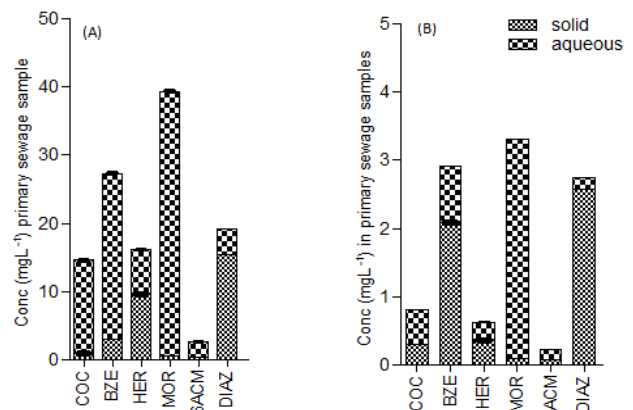 (A)
Conc (mgL⁻¹) primary sewage sample
50
40
30
20
10
0
COC
BZE
HER
MOR
6ACM
DIAZ
(B)
solid
aqueous
Conc (mgL⁻¹) in primary sewage samples
5
4
3
2
1
0
COC
BZE
HER
MOR
ACM
DIAZ